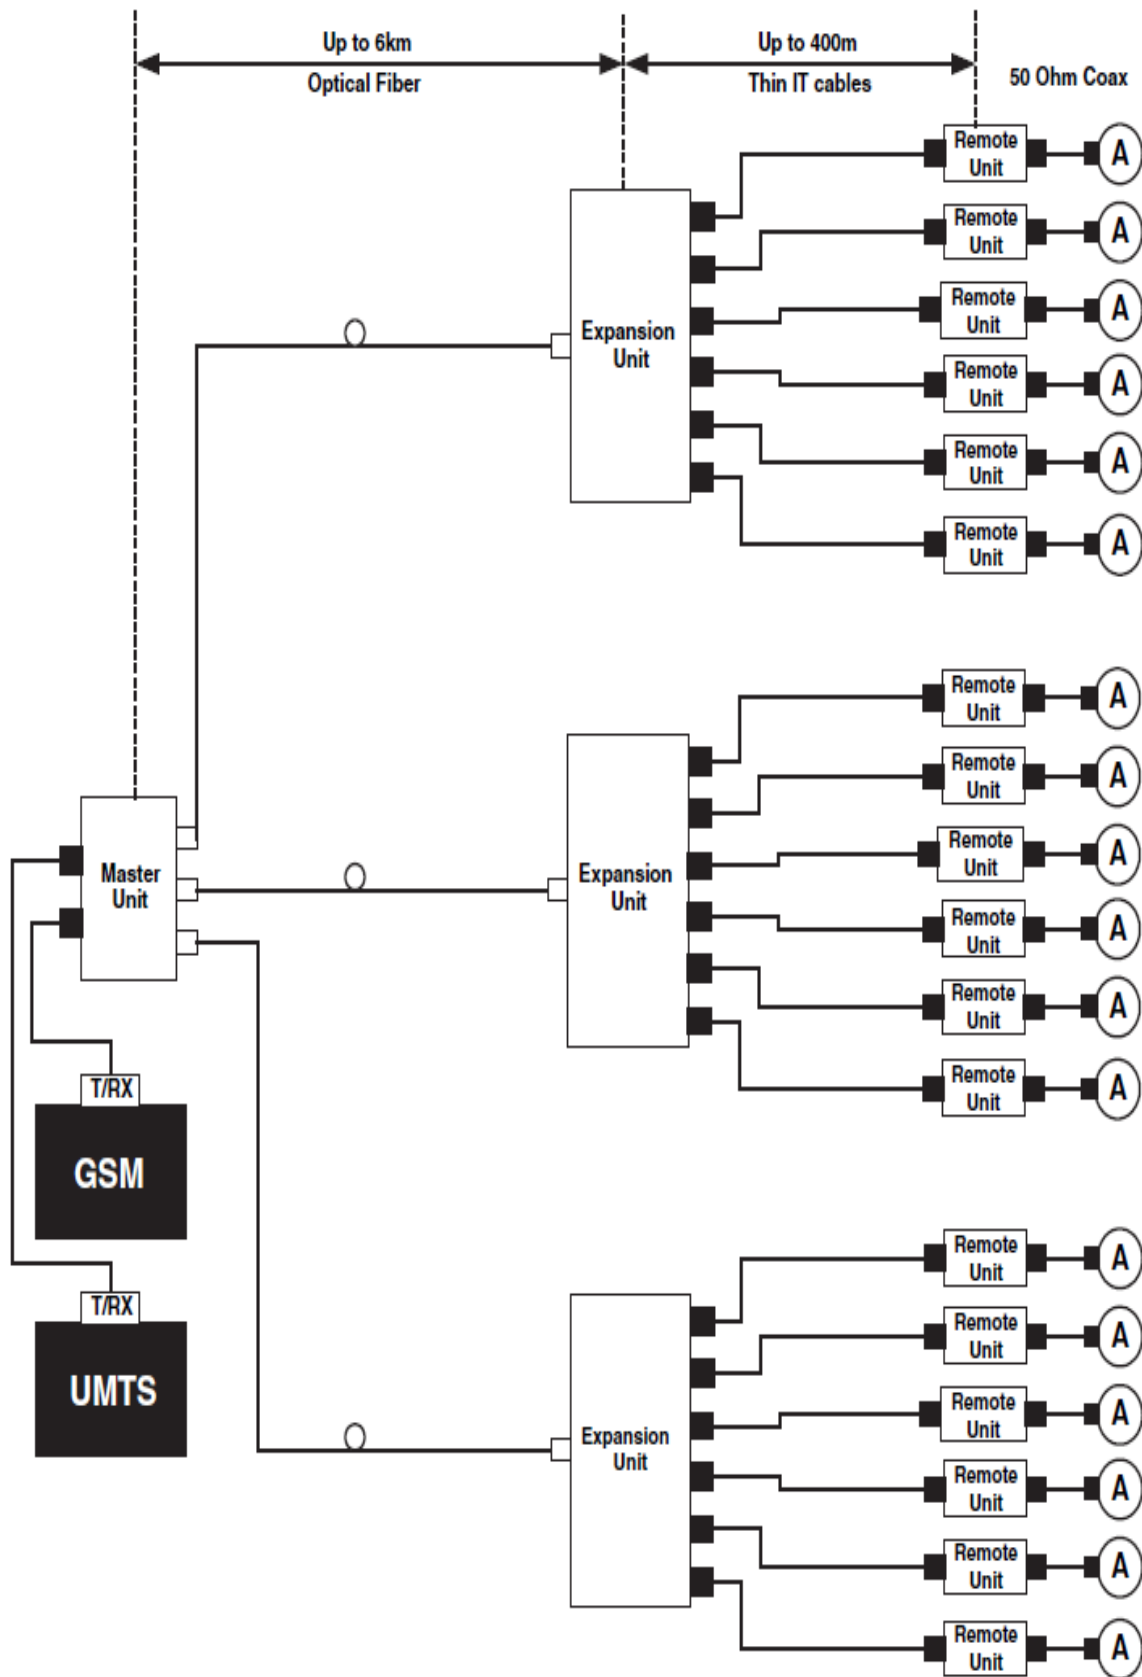 Up to 6km
Optical Fiber
Up to 400m
Thin IT cables
50 Ohm Coax
Expansion
Unit
Remote
Unit
A
Remote
Unit
A
Remote
Unit
A
Remote
Unit
A
Remote
Unit
A
Remote
Unit
A
Master
Unit
Expansion
Unit
Remote
Unit
A
Remote
Unit
A
Remote
Unit
A
Remote
Unit
A
Remote
Unit
A
Remote
Unit
A
T/RX
GSM
T/RX
UMTS
Expansion
Unit
Remote
Unit
A
Remote
Unit
A
Remote
Unit
A
Remote
Unit
A
Remote
Unit
A
Remote
Unit
A